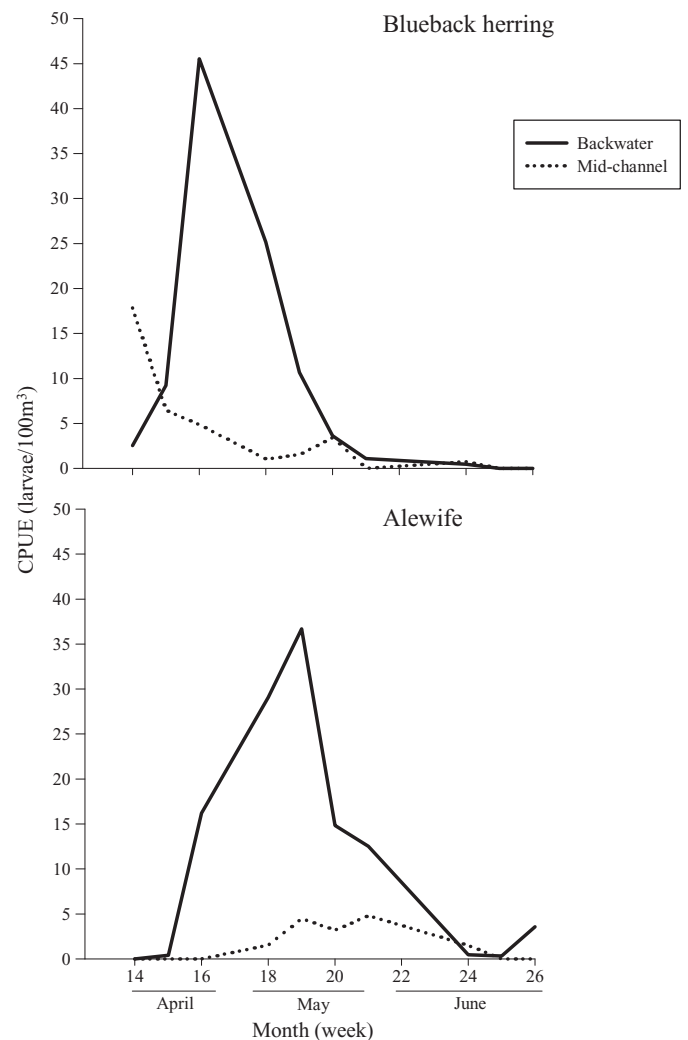 Blueback herring
50
45
40
35
30
25
20
15
10
5
0
Backwater
Mid-channel
CPUE (larvae/100m³)
Alewife
50
45
40
35
30
25
20
15
10
5
0
14 16 18 20 22 24 26
April May June
Month (week)